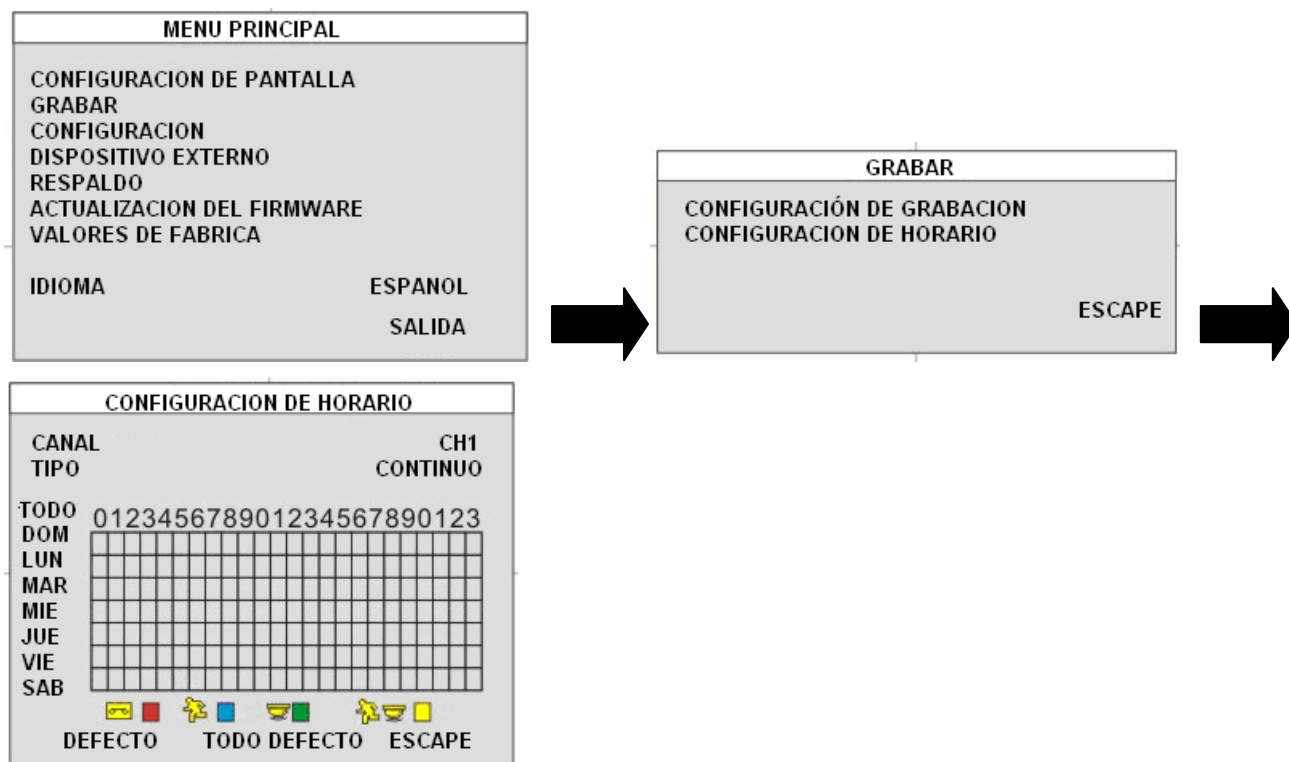 MENU PRINCIPAL
CONFIGURACION DE PANTALLA
GRABAR
CONFIGURACION
DISPOSITIVO EXTERNO
RESPALDO
ACTUALIZACION DEL FIRMWARE
VALORES DE FABRICA
IDIOMA ESPANOL
SALIDA
GRABAR
CONFIGURACIÓN DE GRABACION
CONFIGURACION DE HORARIO
ESCAPE
CONFIGURACION DE HORARIO
CANAL CH1
TIPO CONTINUO
TODO 012345678901234567890123
DOM
LUN
MAR
MIE
JUE
VIE
SAB
DEFECTO TODO DEFECTO ESCAPE